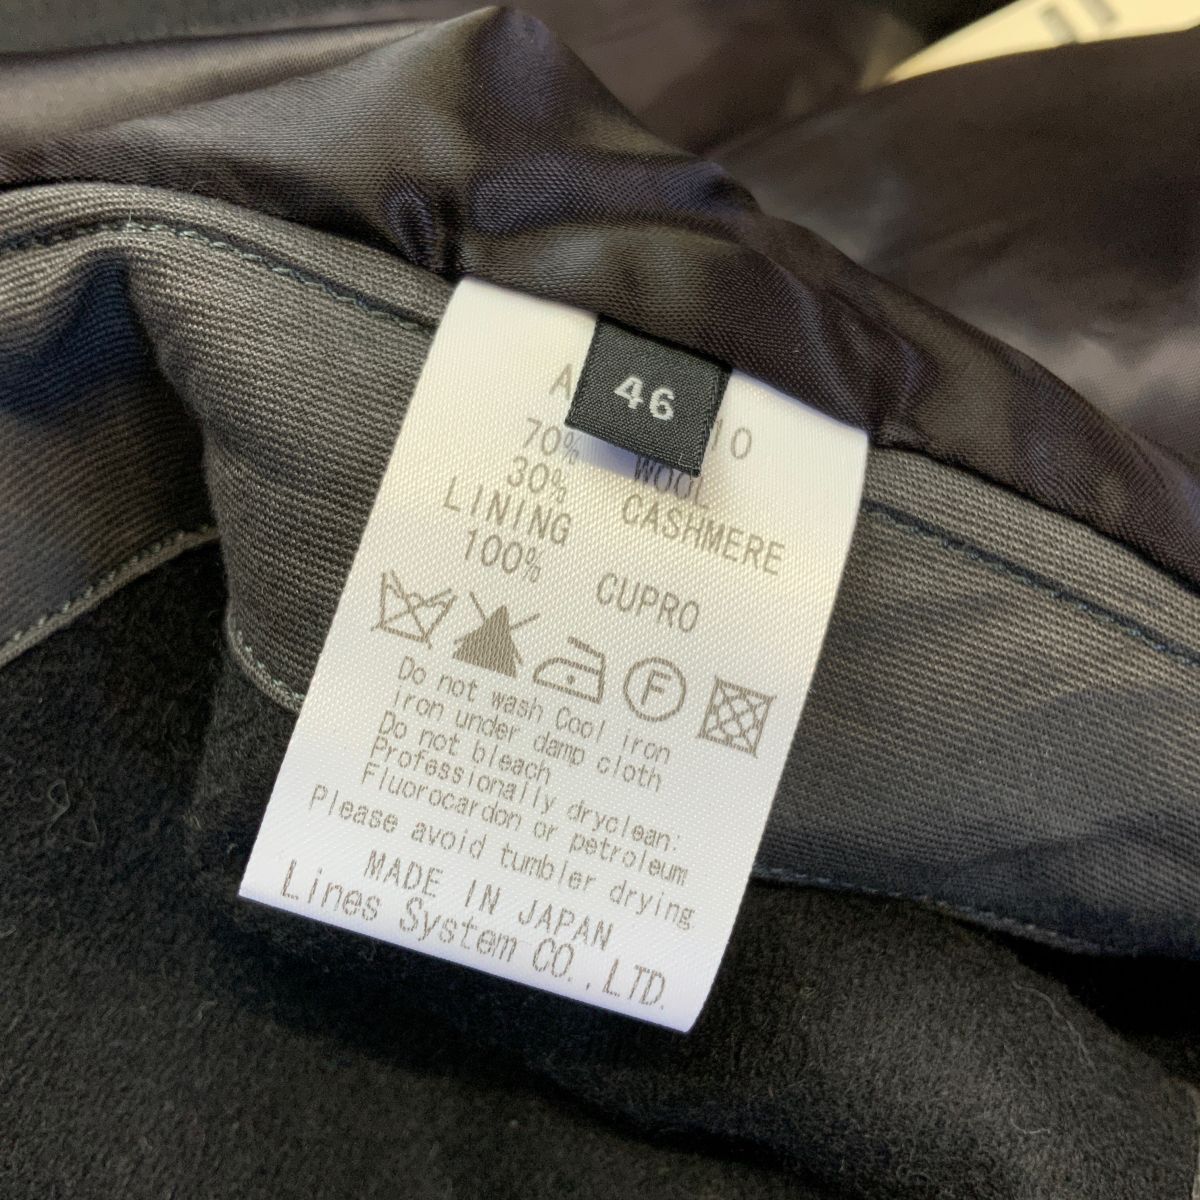 46
10
70% WOOL
30% CASHMERE
LINING
100% CUPRO
F
Do not wash Cool iron
iron under damp cloth
Do not bleach
Professionally dryclean:
Fluorocardon or petroleum
Please avoid tumbler drying
MADE IN JAPAN
Lines System CO.,LTD.